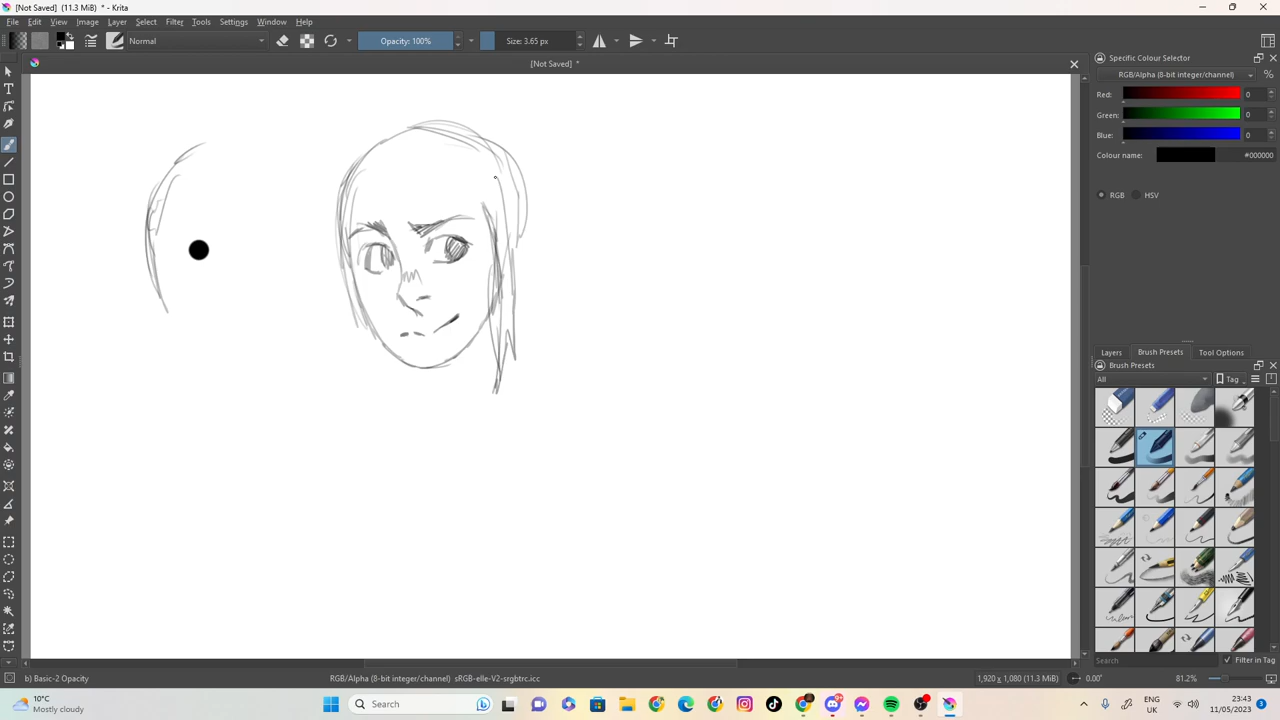 [Not Saved] (11.3 MiB) * - Krita
File Edit View Image Layer Select Filter Tools Settings Window Help
Normal Opacity: 100% Size: 3.65 px
[Not Saved] *
Specific Colour Selector
RGB/Alpha (8-bit integer/channel) %
Red: 0
Green: 0
Blue: 0
Colour name: #000000
RGB HSV
Layers Brush Presets Tool Options
Brush Presets
All Tag
Search Filter in Tag
b) Basic-2 Opacity RGB/Alpha (8-bit integer/channel) sRGB-elle-V2-srgbtrc.icc 1,920 x 1,080 (11.3 MiB) 0.00° 81.2%
10°C
Mostly cloudy
Search
ENG
UK
23:43
11/05/2023
3